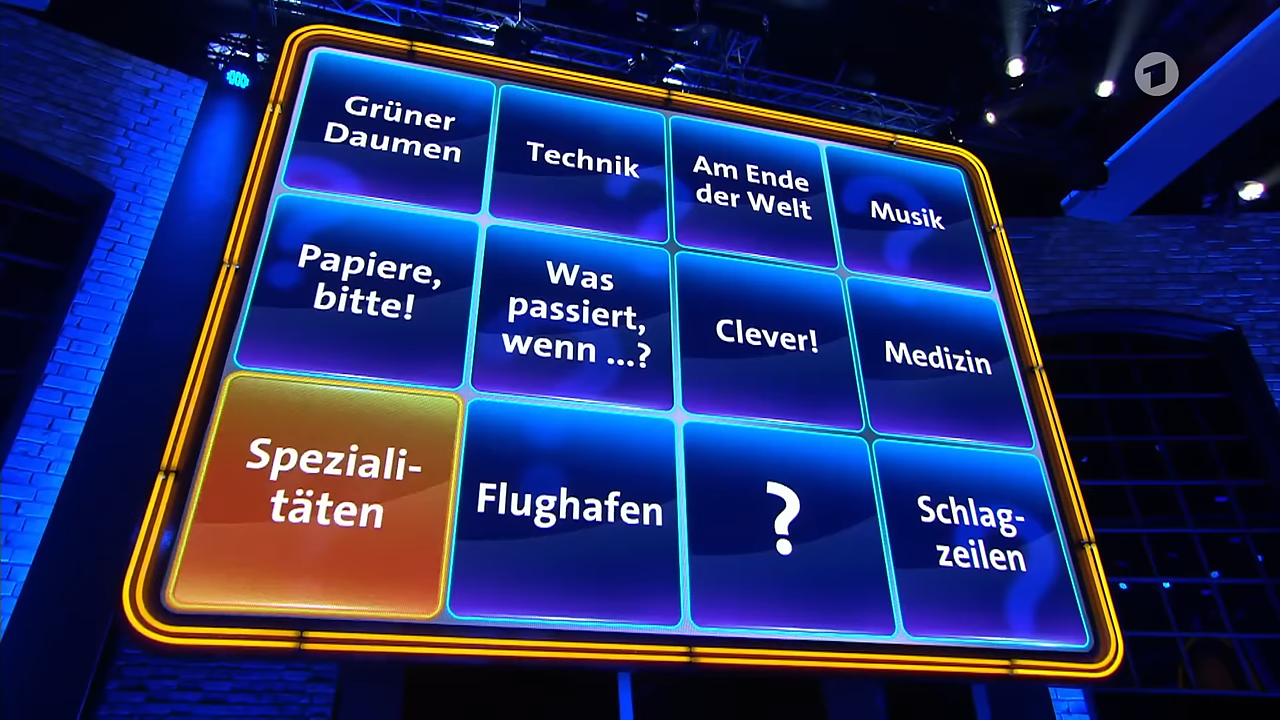 Grüner
Daumen
Technik
Am Ende
der Welt
Musik
Papiere,
bitte!
Was
passiert,
wenn ...?
Clever!
Medizin
Speziali-
täten
Flughafen
?
Schlag-
zeilen
1